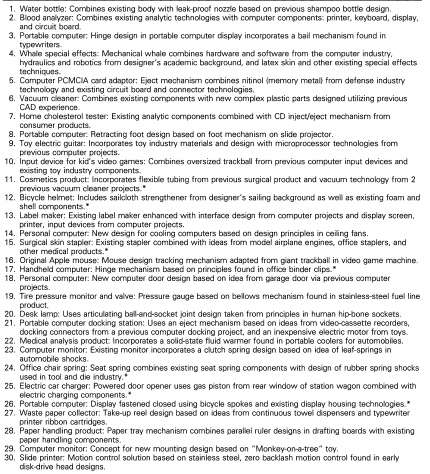 1. Water bottle: Combines existing body with leak-proof nozzle based on previous shampoo bottle design.
2. Blood analyzer: Combines existing analytic technologies with computer components: printer, keyboard, display,
and circuit board.
3. Portable computer: Hinge design in portable computer display incorporates a bail mechanism found in
typewriters.
4. Whale special effects: Mechanical whale combines hardware and software from the computer industry,
hydraulics and robotics from designer's academic background, and latex skin and other existing special effects
techniques.
5. Computer PCMCIA card adaptor: Eject mechanism combines nitinol (memory metal) from defense industry
technology and existing circuit board and connector technologies.
6. Vacuum cleaner: Combines existing components with new complex plastic parts designed utilizing previous
CAD experience.
7. Home cholesterol tester: Existing analytic components combined with CD inject/eject mechanism from
consumer products.
8. Portable computer: Retracting foot design based on foot mechanism on slide projector.
9. Toy electric guitar: Incorporates toy industry materials and design with microprocessor technologies from
previous computer projects.
10. Input device for kid's video games: Combines oversized trackball from previous computer input devices and
existing toy industry components.
11. Cosmetics product: Incorporates flexible tubing from previous surgical product and vacuum technology from 2
previous vacuum cleaner projects.*
12. Bicycle helmet: Includes sailcloth strengthener from designer's sailing background as well as existing foam and
shell components.*
13. Label maker: Existing label maker enhanced with interface design from computer projects and display screen,
printer, input devices from computer projects.
14. Personal computer: New design for cooling computers based on design principles in ceiling fans.
15. Surgical skin stapler: Existing stapler combined with ideas from model airplane engines, office staplers, and
other medical products.*
16. Original Apple mouse: Mouse design tracking mechanism adapted from giant trackball in video game machine.
17. Handheld computer: Hinge mechanism based on principles found in office binder clips.*
18. Personal computer: New computer door design based on idea from garage door via previous computer
projects.
19. Tire pressure monitor and valve: Pressure gauge based on bellows mechanism found in stainless-steel fuel line
product.
20. Desk lamp: Uses articulating ball-and-socket joint design taken from principles in human hip-bone sockets.
21. Portable computer docking station: Uses an eject mechanism based on ideas from video-cassette recorders,
docking connectors from a previous computer docking project, and an inexpensive electric motor from toys.
22. Medical analysis product: Incorporates a solid-state fluid warmer found in portable coolers for automobiles.
23. Computer monitor: Existing monitor incorporates a clutch spring design based on idea of leaf-springs in
automobile shocks.
24. Office chair spring: Seat spring combines existing seat spring components with design of rubber spring shocks
used in tool and die industry.*
25. Electric car charger: Powered door opener uses gas piston from rear window of station wagon combined with
electric charging components.*
26. Portable computer: Display fastened closed using bicycle spokes and existing display housing technologies.*
27. Waste paper collector: Take-up reel design based on ideas from continuous towel dispensers and typewriter
printer ribbon cartridges.
28. Paper handling product: Paper tray mechanism combines parallel ruler designs in drafting boards with existing
paper handling components.
29. Computer monitor: Concept for new mounting design based on "Monkey-on-a-tree" toy.
30. Slide printer: Motion control solution based on stainless steel, zero backlash motion control found in early
disk-drive head designs.